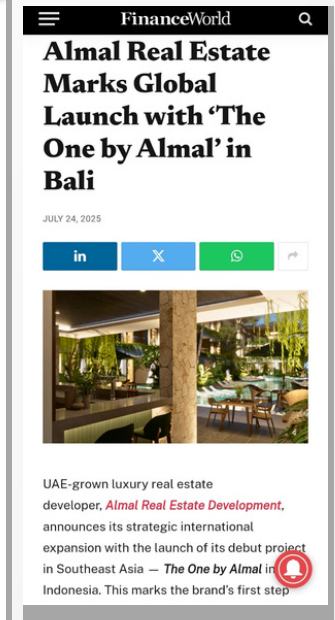 FinanceWorld
Almal Real Estate
Marks Global
Launch with ‘The
One by Almal’ in
Bali
JULY 24, 2025
in X
UAE-grown luxury real estate
developer, Almal Real Estate Development,
announces its strategic international
expansion with the launch of its debut project
in Southeast Asia — The One by Almal in
Indonesia. This marks the brand’s first step